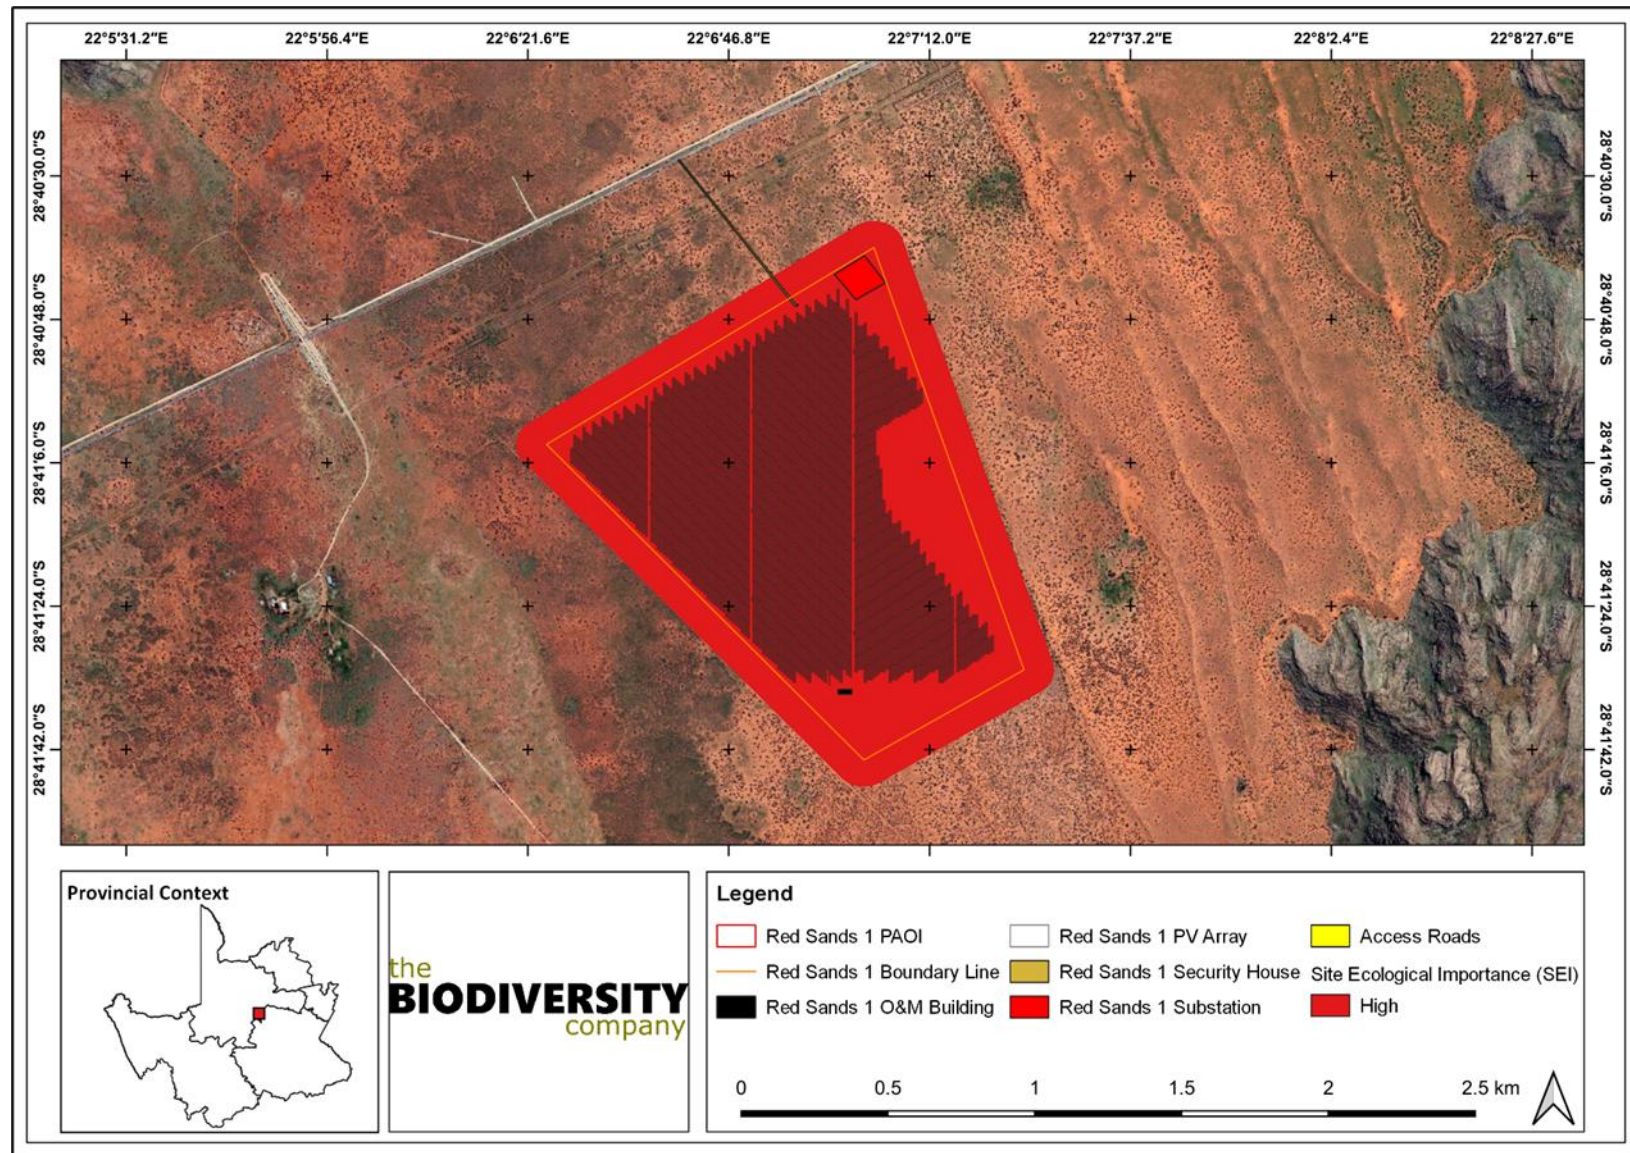 22°5'31.2"E 22°5'56.4"E 22°6'21.6"E 22°6'46.8"E 22°7'12.0"E 22°7'37.2"E 22°8'2.4"E 22°8'27.6"E
28°40'30.0"S 28°40'30.0"S
28°40'48.0"S 28°40'48.0"S
28°41'6.0"S 28°41'6.0"S
28°41'24.0"S 28°41'24.0"S
28°41'42.0"S 28°41'42.0"S
Provincial Context
the
BIODIVERSITY
company
Legend
Red Sands 1 PAOI
Red Sands 1 Boundary Line
Red Sands 1 O&M Building
Red Sands 1 PV Array
Red Sands 1 Security House
Red Sands 1 Substation
Access Roads
Site Ecological Importance (SEI)
High
0 0.5 1 1.5 2 2.5 km